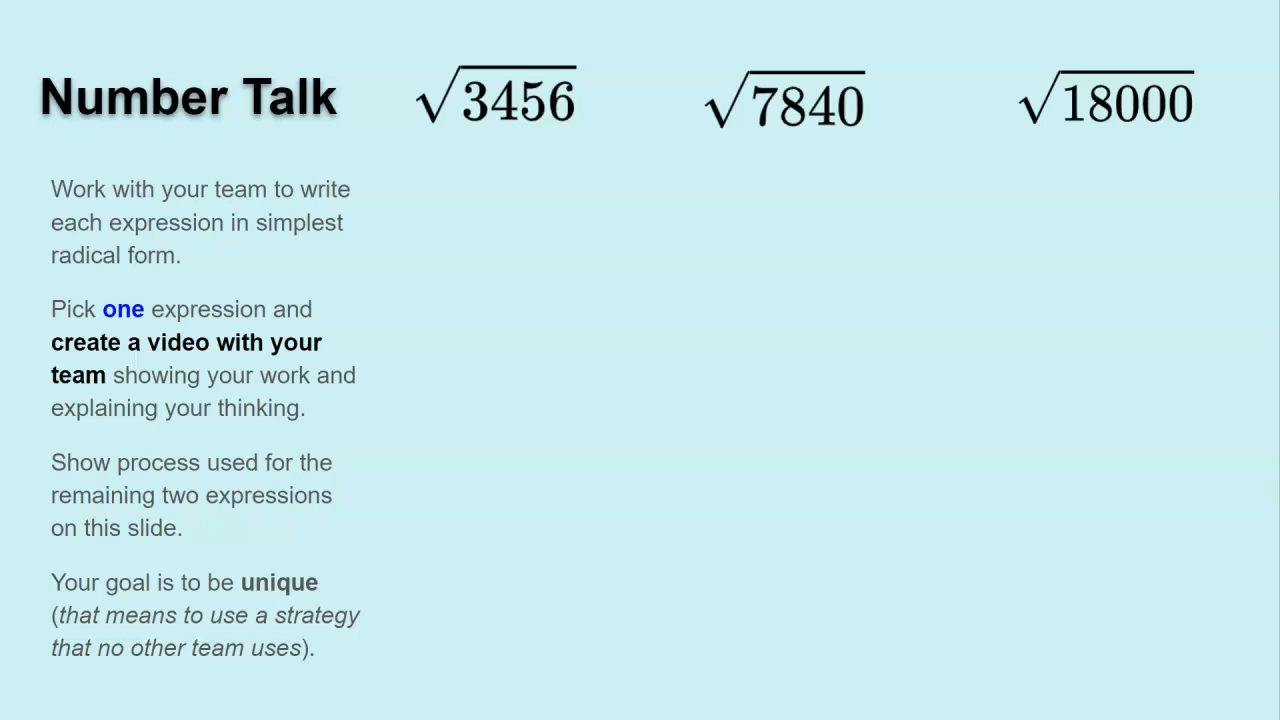 Number Talk
√3456
√7840
√18000
Work with your team to write
each expression in simplest
radical form.
Pick one expression and
create a video with your
team showing your work and
explaining your thinking.
Show process used for the
remaining two expressions
on this slide.
Your goal is to be unique
(that means to use a strategy
that no other team uses).